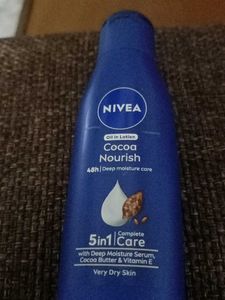 NIVEA
Oil in Lotion
Cocoa
Nourish
48h | Deep moisture care
5in1 | Complete
Care
with Deep Moisture Serum,
Cocoa Butter & Vitamin E
Very Dry Skin